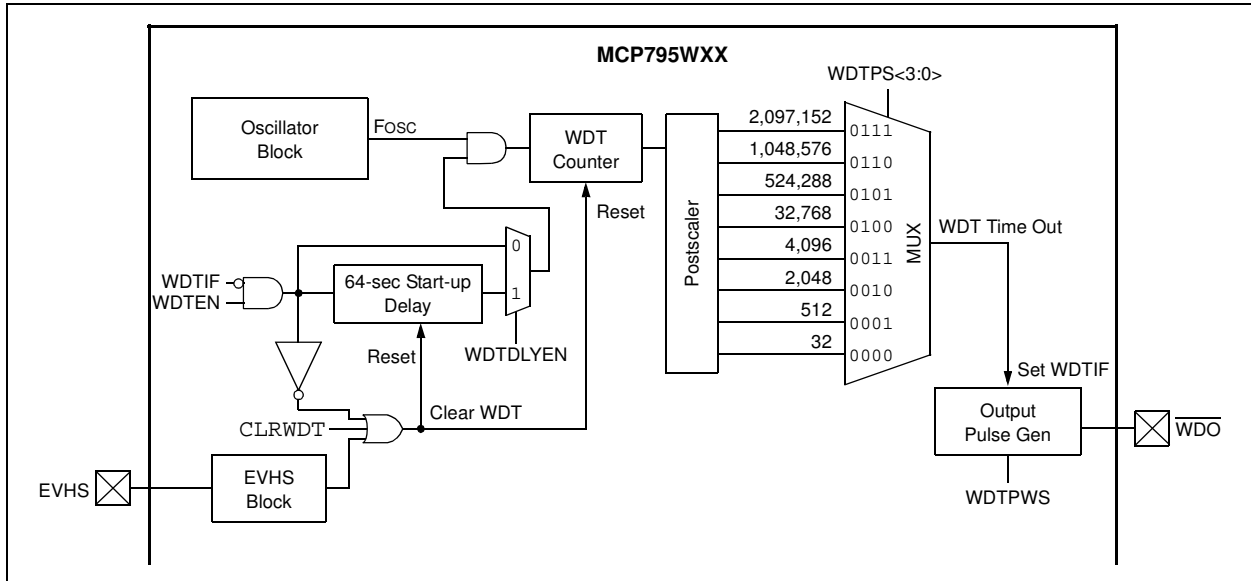 MCP795WXX
WDTPS<3:0>
Oscillator
Block
FOSC
WDT
Counter
Reset
Postscaler
2,097,152
0111
1,048,576
0110
524,288
0101
32,768
0100
4,096
0011
2,048
0010
512
0001
32
0000
MUX
WDT Time Out
WDTIF
WDTEN
64-sec Start-up
Delay
0
1
WDTDLYEN
Reset
Clear WDT
CLRWDT
EVHS
EVHS
Block
Set WDTIF
Output
Pulse Gen
WDO
WDTPWS